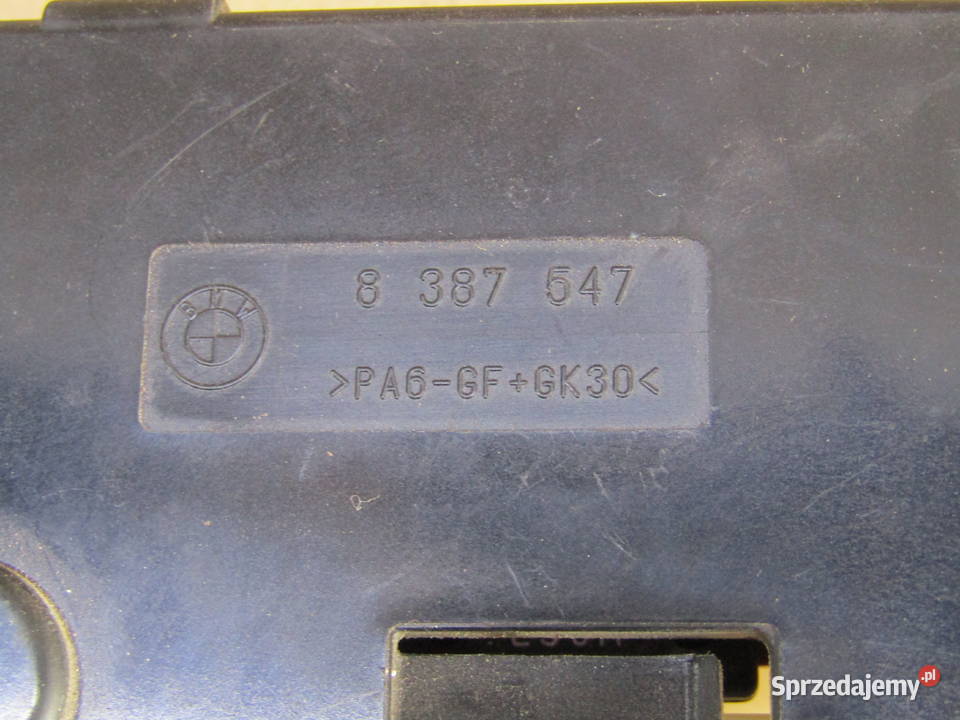 8 387 547
BMW
>PA6-GF+GK30<
Sprzedajemy.pl